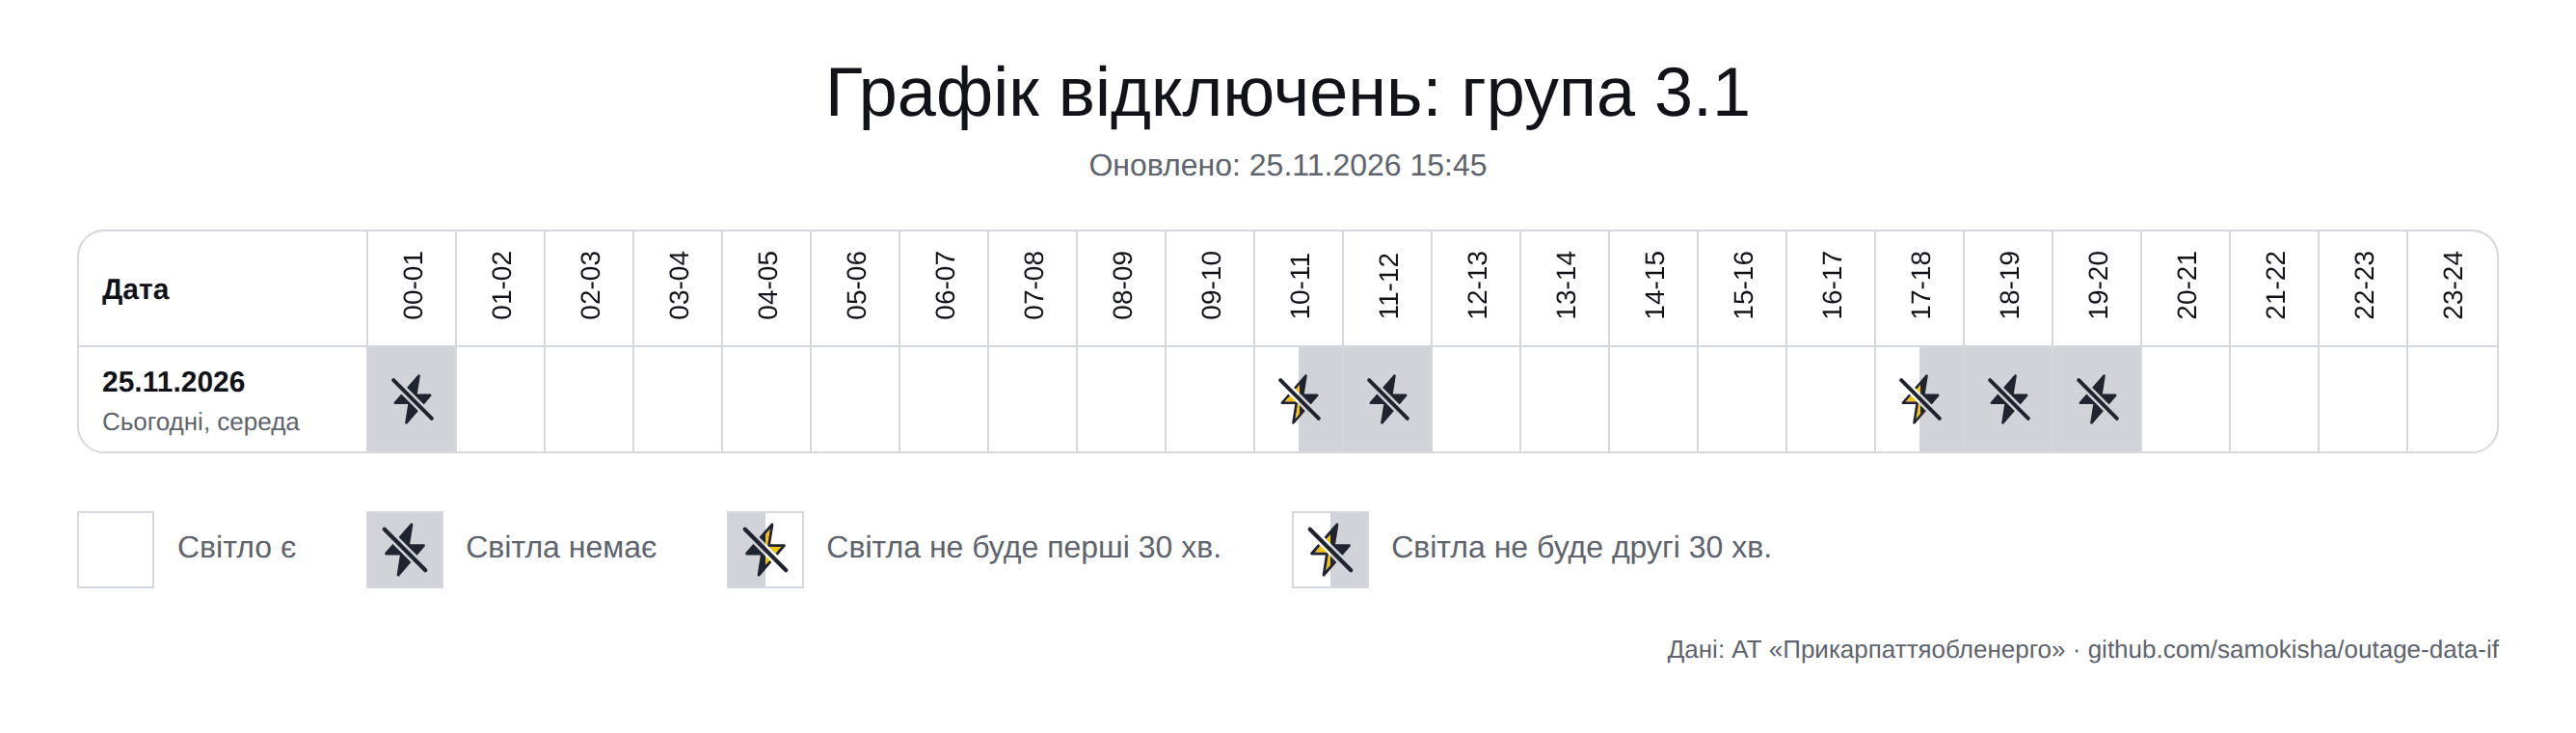 Графік відключень: група 3.1
Оновлено: 25.11.2026 15:45
Дата 00-01 01-02 02-03 03-04 04-05 05-06 06-07 07-08 08-09 09-10 10-11 11-12 12-13 13-14 14-15 15-16 16-17 17-18 18-19 19-20 20-21 21-22 22-23 23-24
25.11.2026
Сьогодні, середа
Світло є Світла немає Світла не буде перші 30 хв. Світла не буде другі 30 хв.
Дані: АТ «Прикарпаттяобленерго» · github.com/samokisha/outage-data-if